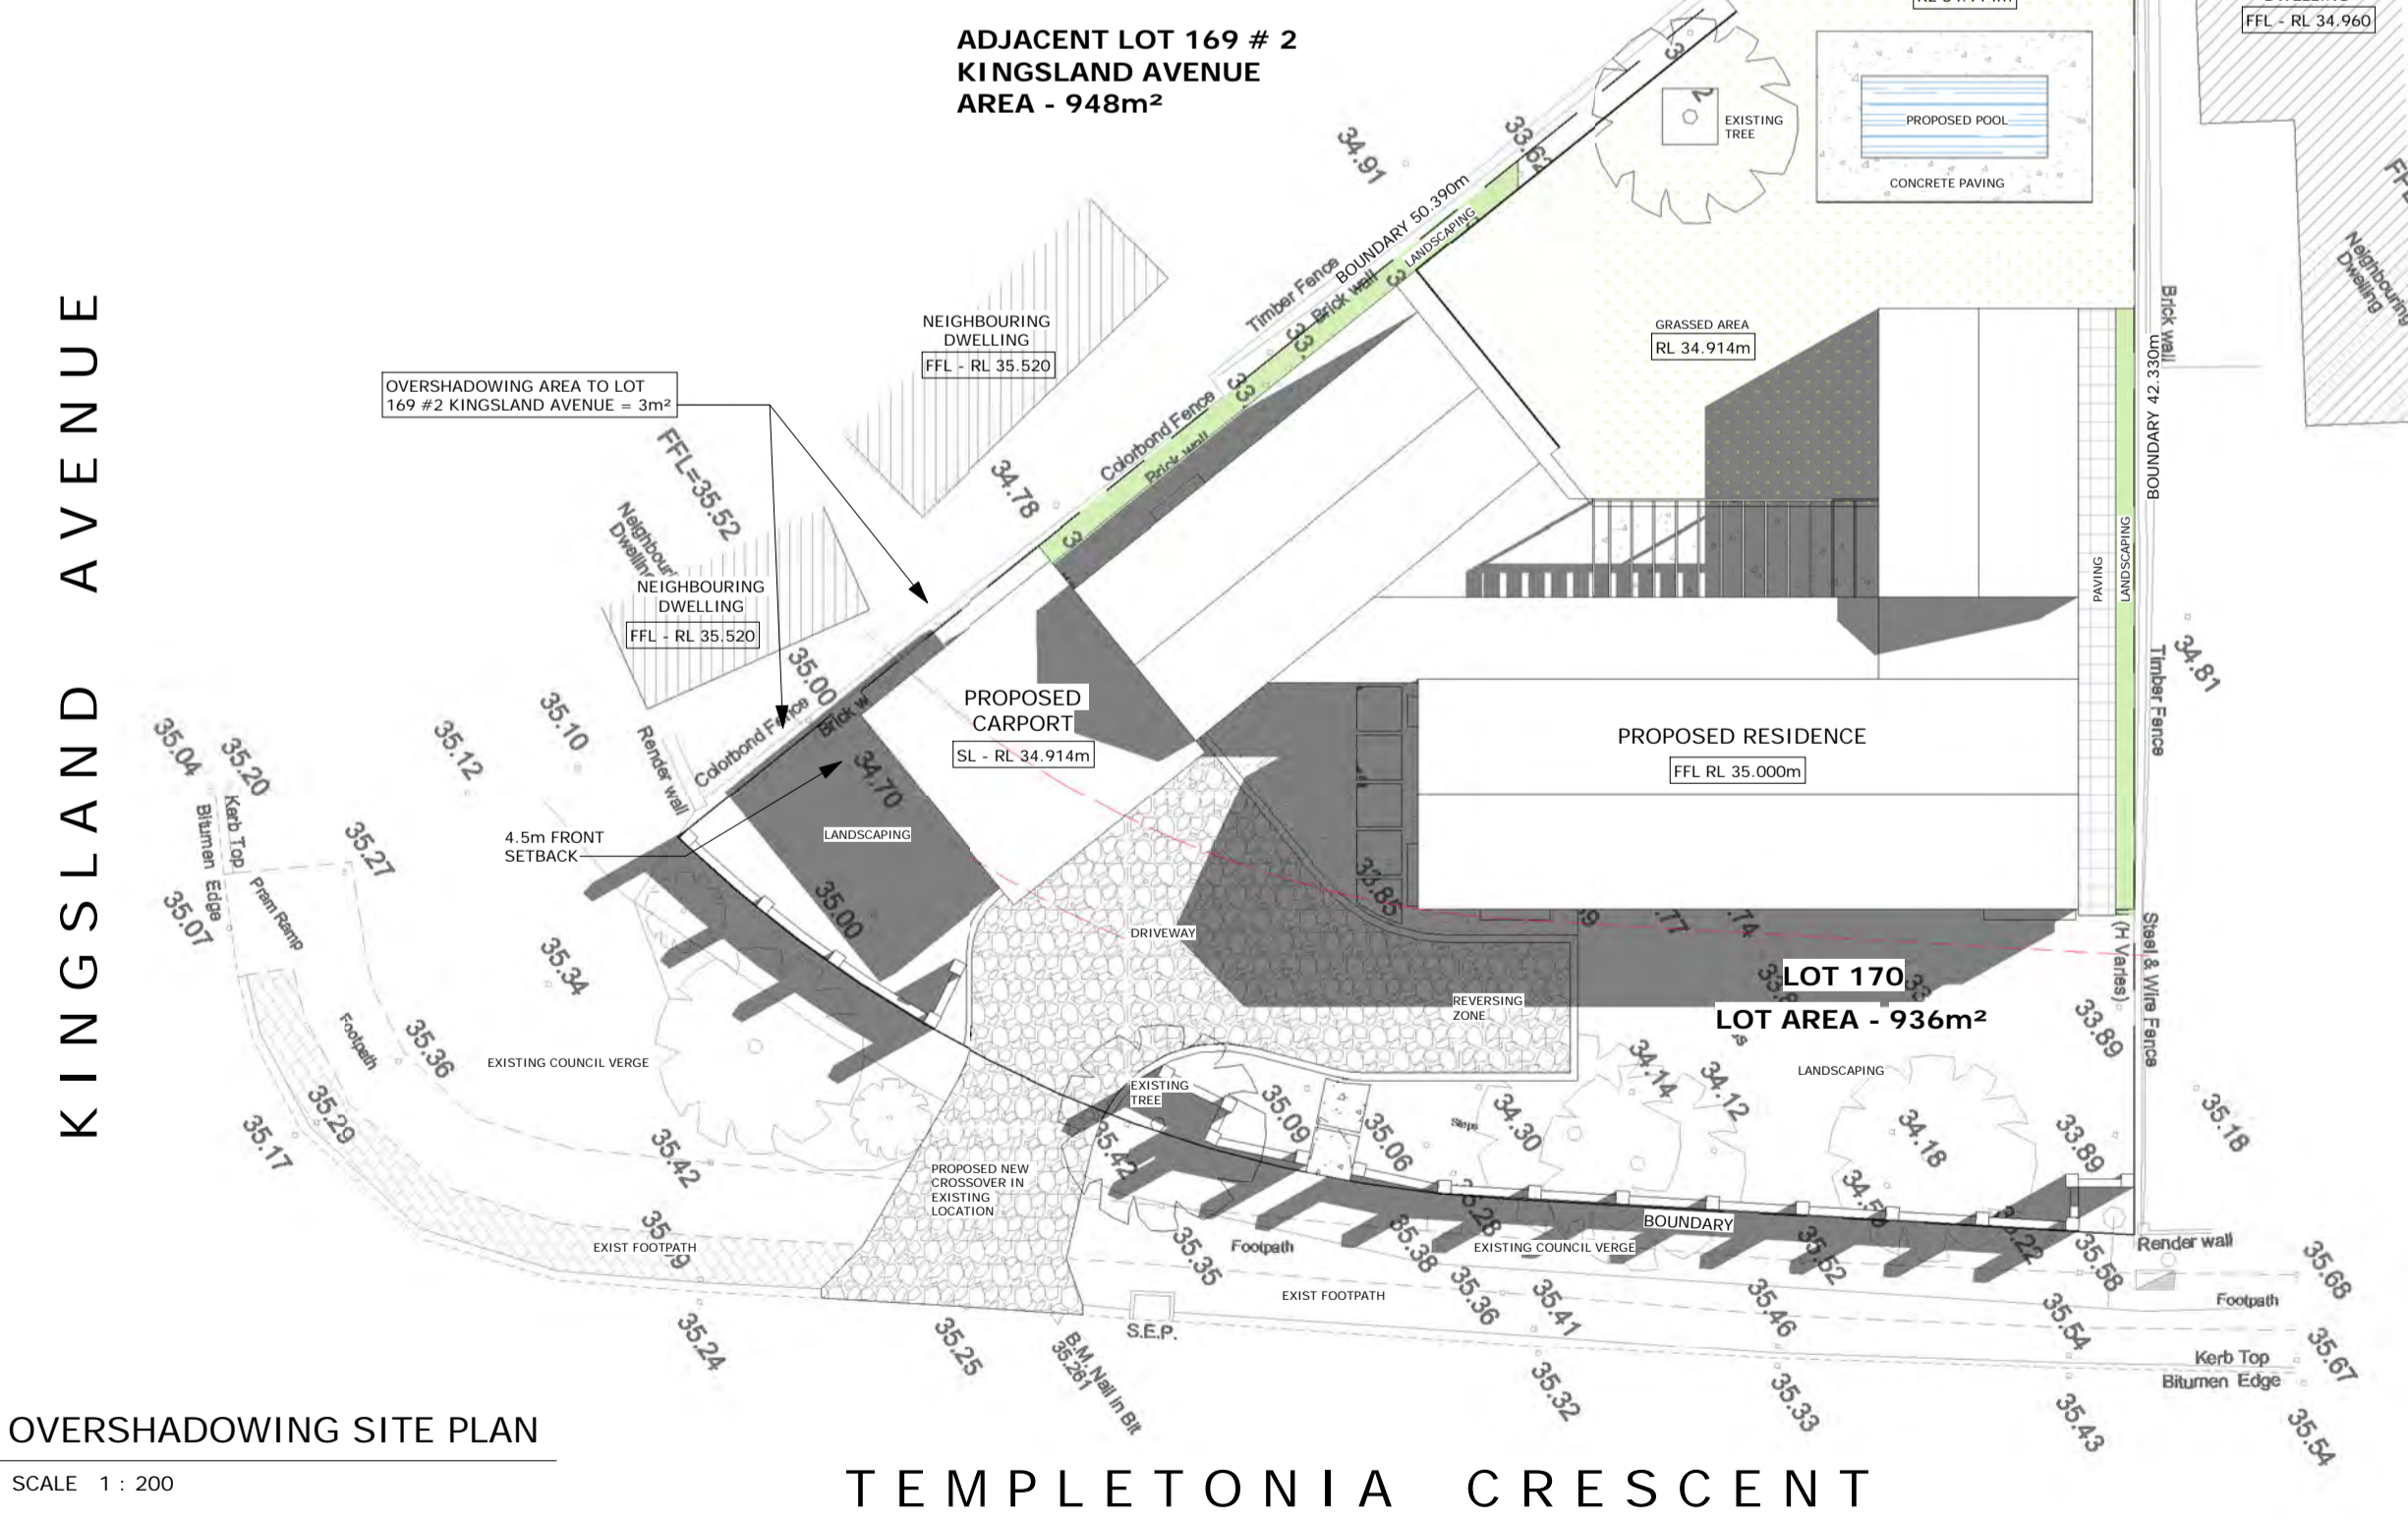 ADJACENT LOT 169 # 2
KINGSLAND AVENUE
AREA - 948m²
FFL - RL 34.960
EXISTING
TREE
PROPOSED POOL
CONCRETE PAVING
34.91
33.62
BOUNDARY 50.390m
LANDSCAPING
Timber Fence
Brick wall
NEIGHBOURING
DWELLING
FFL - RL 35.520
GRASSED AREA
RL 34.914m
Neighbouring
Dwelling
Brick wall
BOUNDARY 42.330m
KINGSLAND AVENUE
OVERSHADOWING AREA TO LOT
169 #2 KINGSLAND AVENUE = 3m²
FFL=35.52
Colorbond Fence
Brick wall
34.78
NEIGHBOURING
DWELLING
FFL - RL 35.520
PAVING
LANDSCAPING
35.00
34.81
Timber Fence
PROPOSED
CARPORT
SL - RL 34.914m
PROPOSED RESIDENCE
FFL RL 35.000m
35.04
35.20
35.12
35.10
Render wall
Colorbond Fence
34.70
LANDSCAPING
4.5m FRONT
SETBACK
Kerb Top
Bitumen Edge
35.27
35.07
Pram Ramp
35.00
33.85
DRIVEWAY
LOT 170
LOT AREA - 936m²
REVERSING
ZONE
(H Varies)
Steel & Wire Fence
35.34
35.36
Footpath
EXISTING COUNCIL VERGE
33.89
LANDSCAPING
34.14
34.12
EXISTING
TREE
35.09
35.06
Steps
34.30
34.18
33.89
35.18
35.29
35.17
35.42
35.42
PROPOSED NEW
CROSSOVER IN
EXISTING
LOCATION
BOUNDARY
EXIST FOOTPATH
35.35
Footpath
35.38
EXISTING COUNCIL VERGE
35.52
35.58
Render wall
35.68
EXIST FOOTPATH
35.36
35.41
35.46
35.54
Footpath
35.24
35.25
S.E.P.
B.M. Nail in Bit
35.261
35.67
Kerb Top
Bitumen Edge
35.32
35.33
35.43
35.54
OVERSHADOWING SITE PLAN
SCALE 1 : 200
TEMPLETONIA CRESCENT